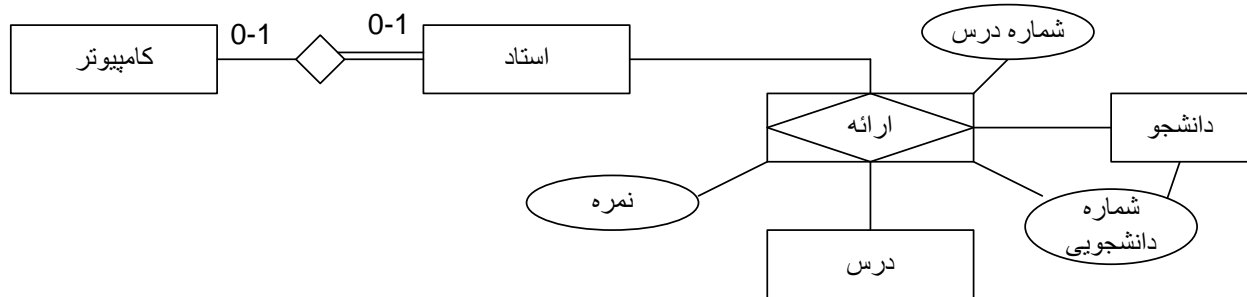 شماره درس
0-1
0-1
کامپیوتر
استاد
ارائه
دانشجو
نمره
شماره
دانشجویی
درس